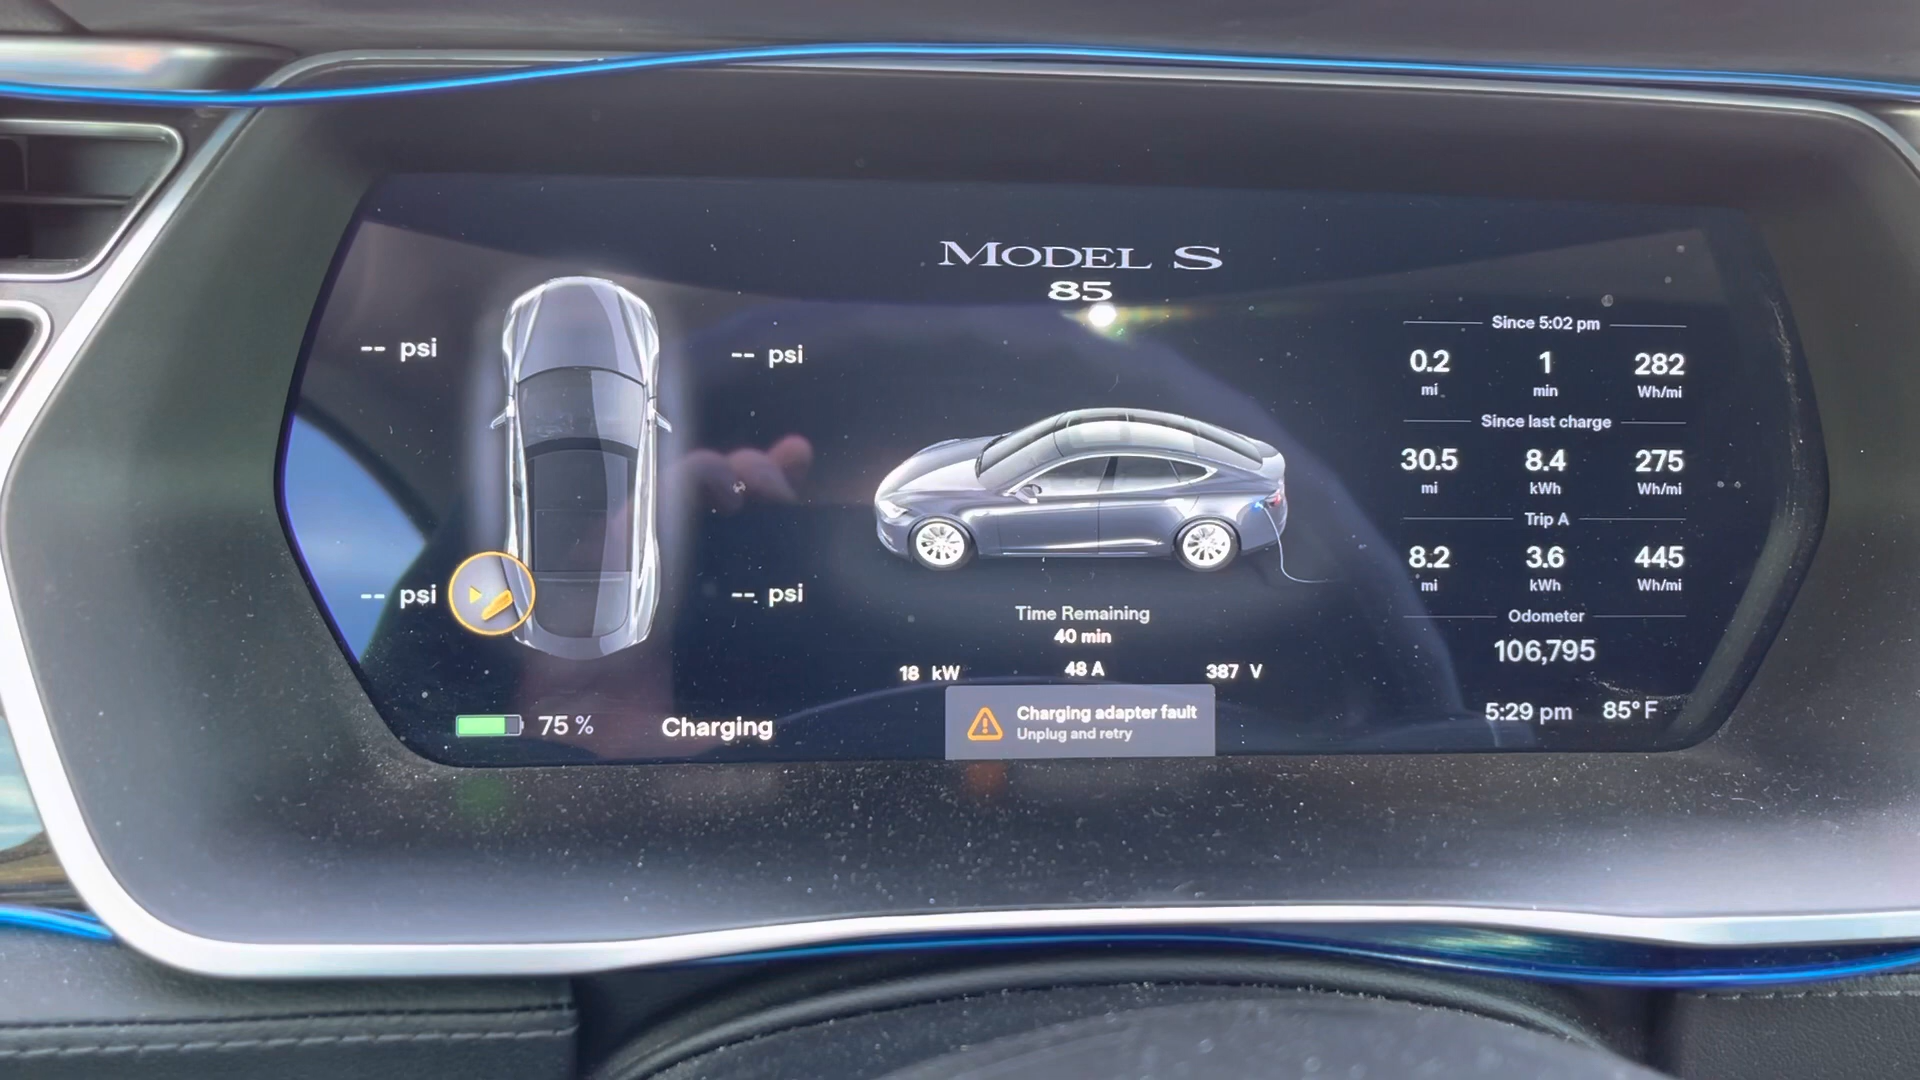 MODEL S
85
-- psi
-- psi
-- psi
-- psi
Time Remaining
40 min
18 kW
48 A
387 V
75 %
Charging
Charging adapter fault
Unplug and retry
Since 5:02 pm
0.2 1 282
mi min Wh/mi
Since last charge
30.5 8.4 275
mi kWh Wh/mi
Trip A
8.2 3.6 445
mi kWh Wh/mi
Odometer
106,795
5:29 pm 85°F